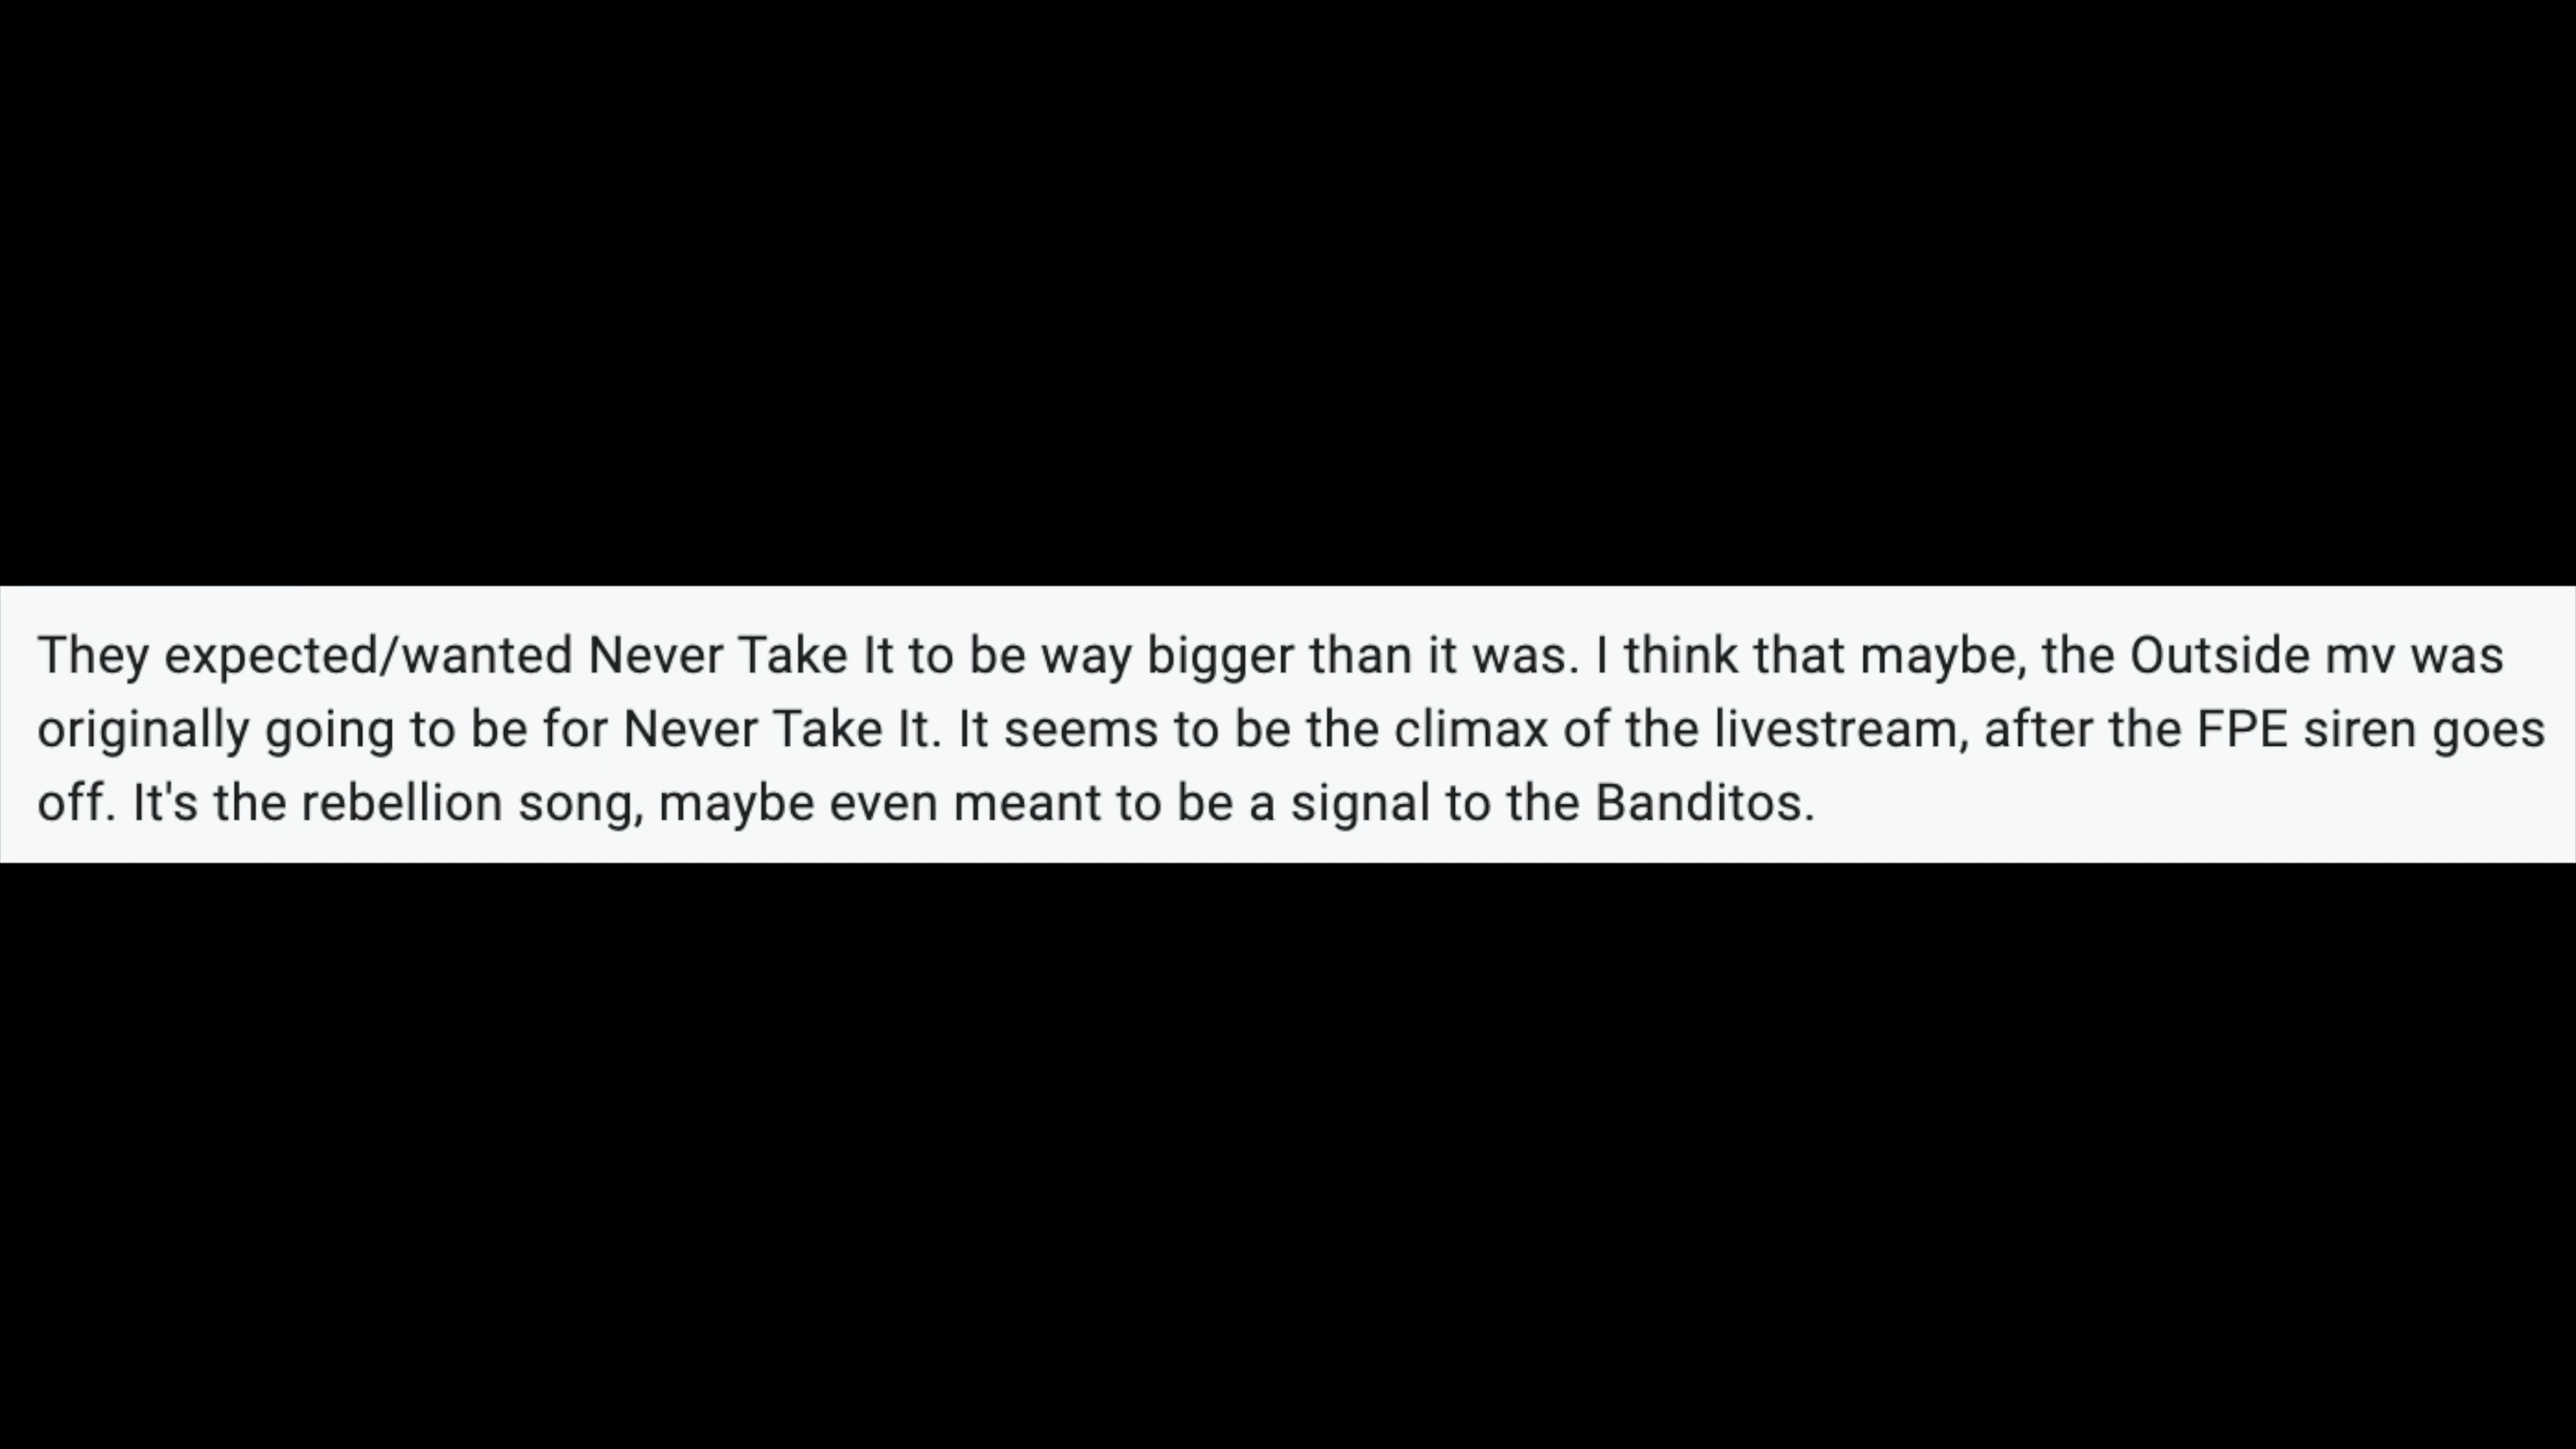 They expected/wanted Never Take It to be way bigger than it was. I think that maybe, the Outside mv was
originally going to be for Never Take It. It seems to be the climax of the livestream, after the FPE siren goes
off. It's the rebellion song, maybe even meant to be a signal to the Banditos.